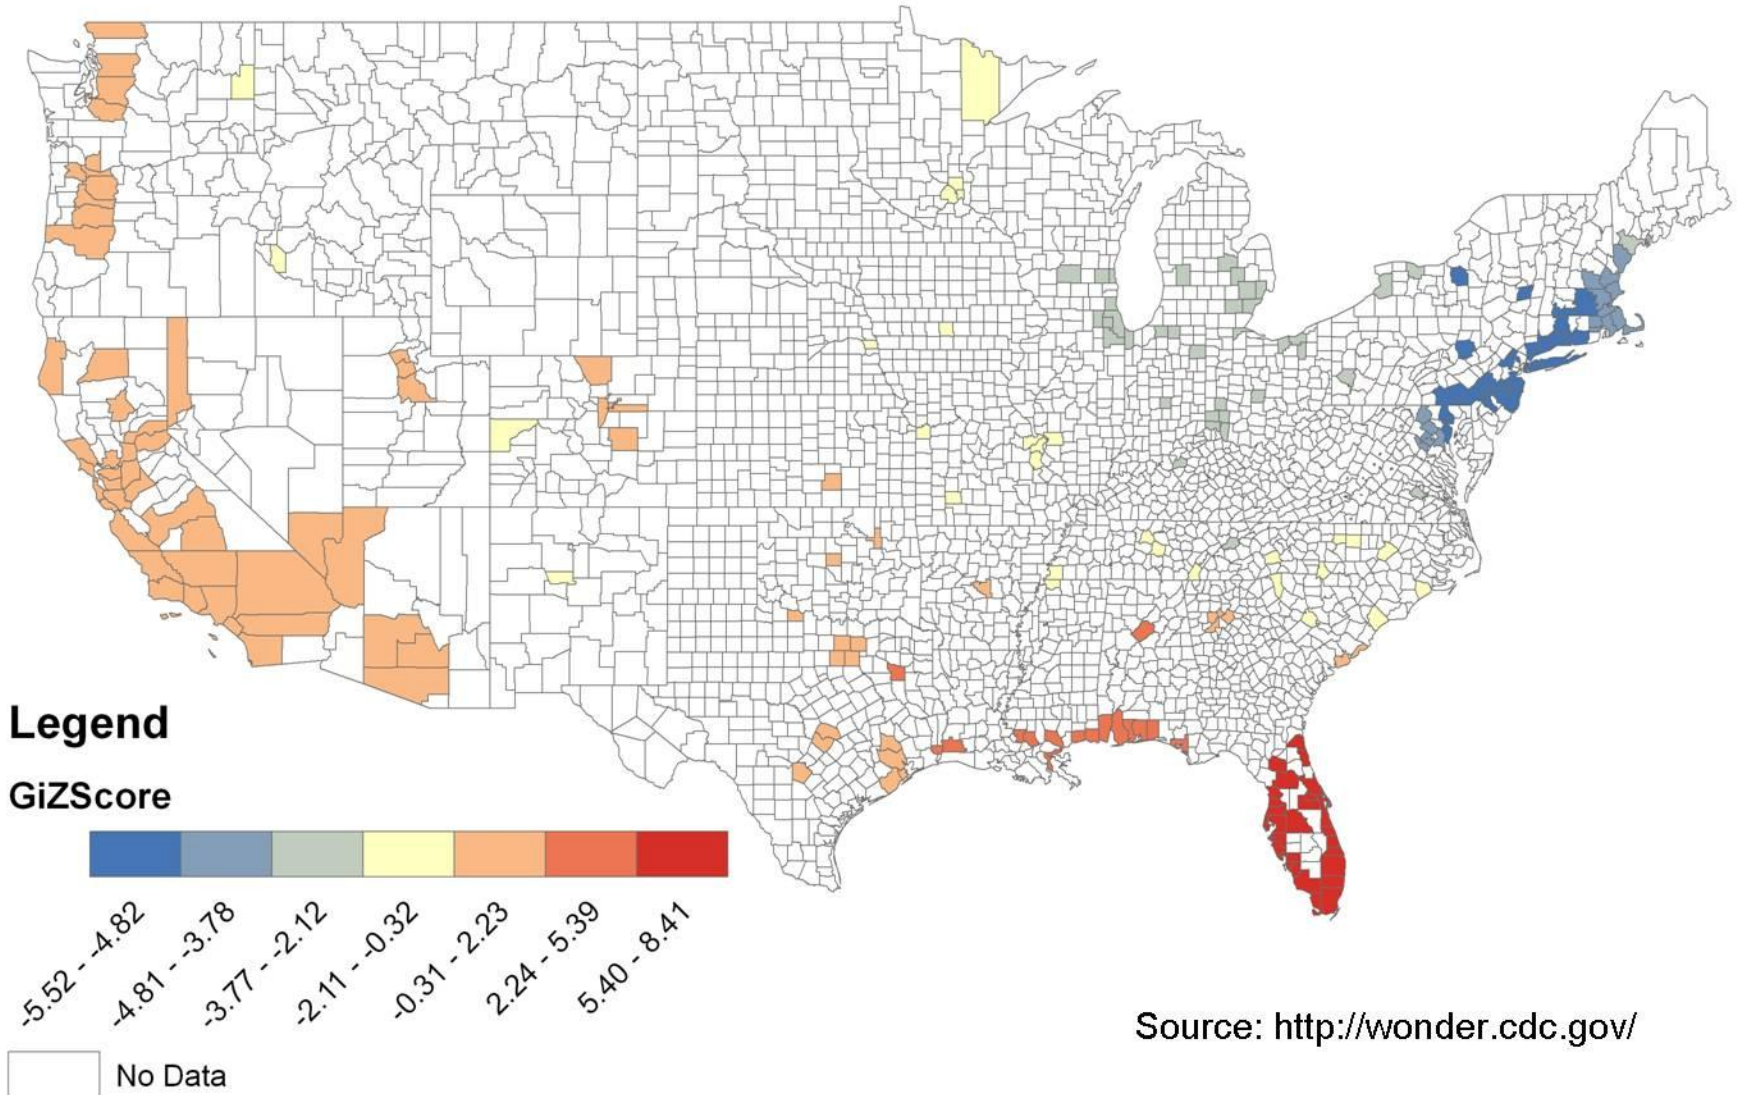 Legend
GiZScore
-5.52 - -4.82
-4.81 - -3.78
-3.77 - -2.12
-2.11 - -0.32
-0.31 - 2.23
2.24 - 5.39
5.40 - 8.41
No Data
Source: http://wonder.cdc.gov/